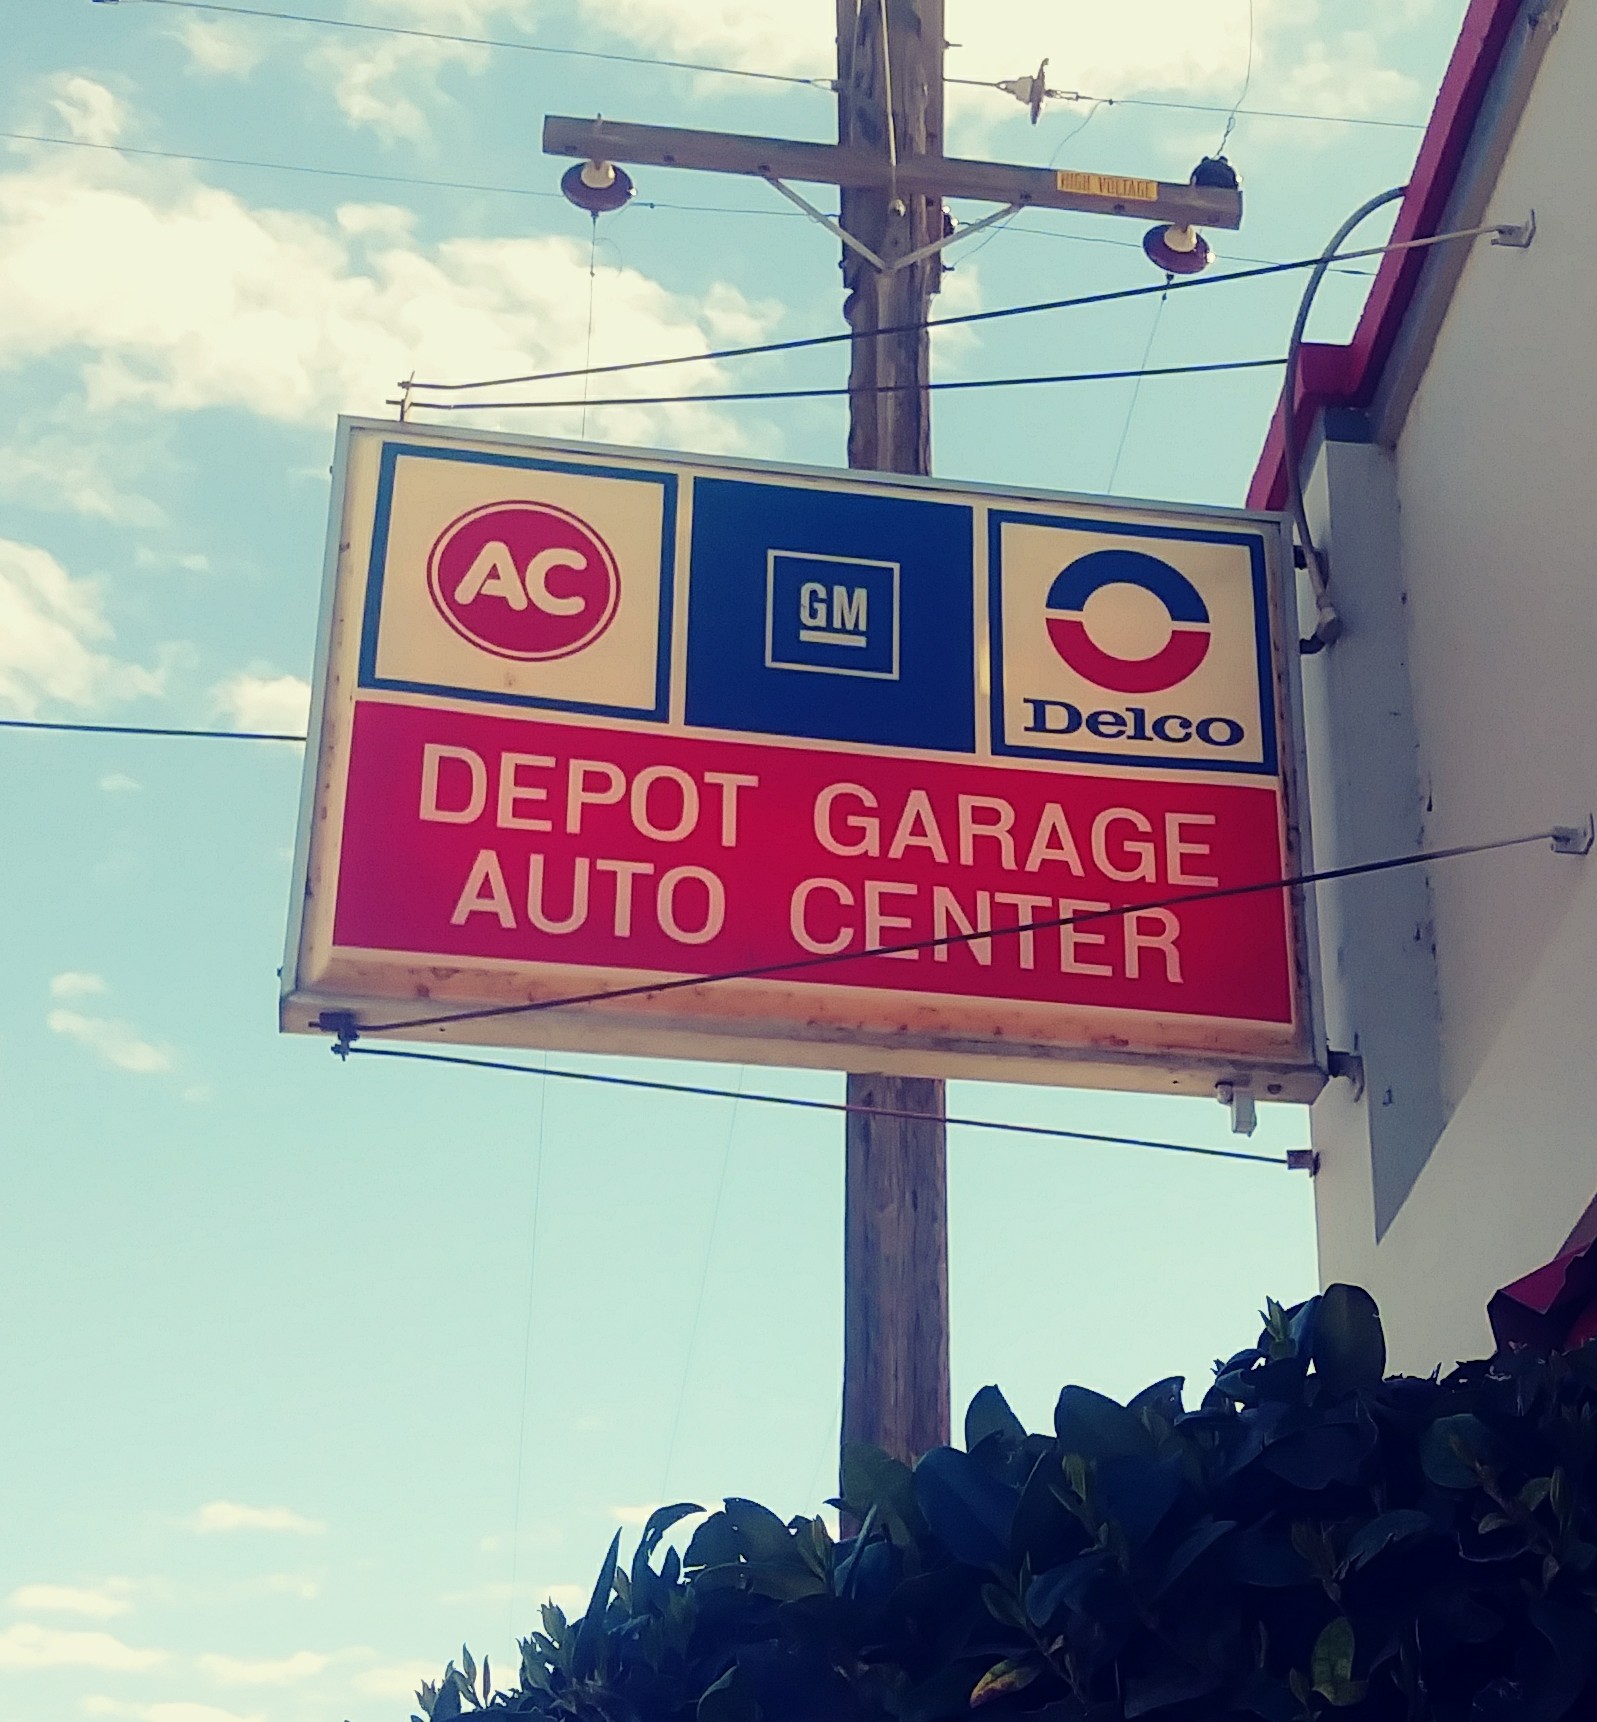 HIGH VOLTAGE
AC
GM
Delco
DEPOT GARAGE
AUTO CENTER